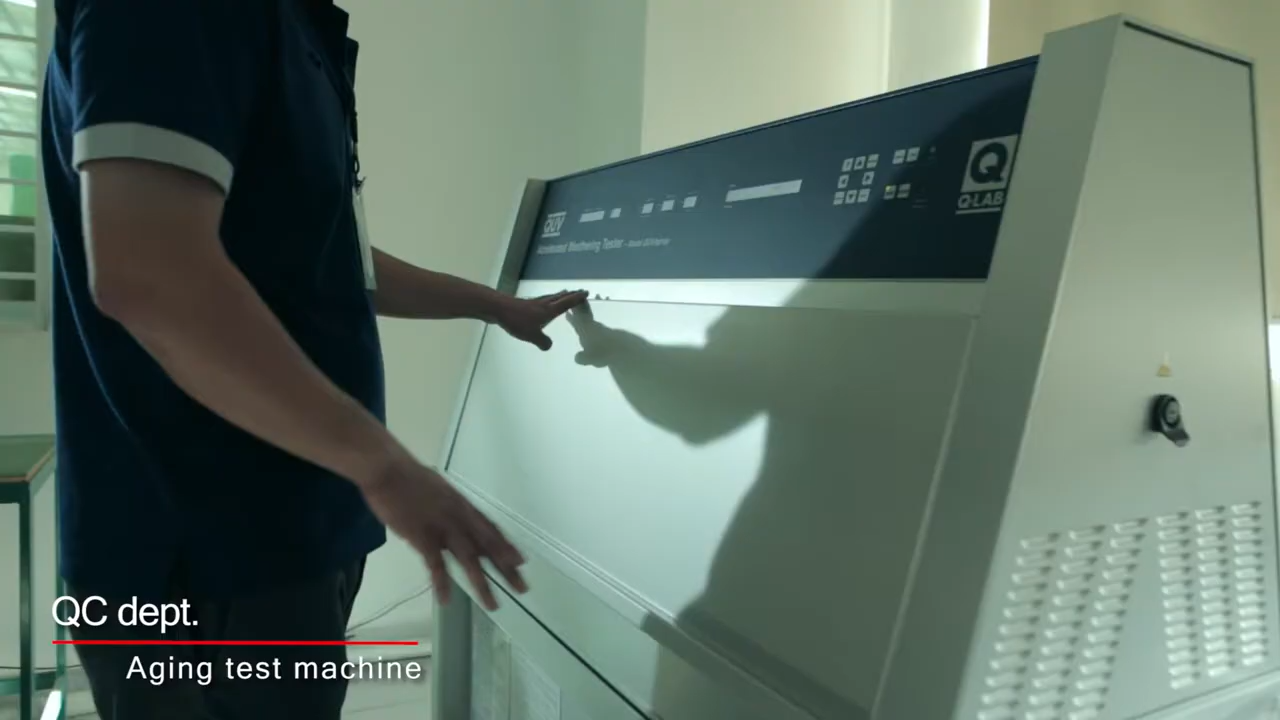 QUV
Accelerated Weathering Tester
Q
Q-LAB
QC dept.
Aging test machine